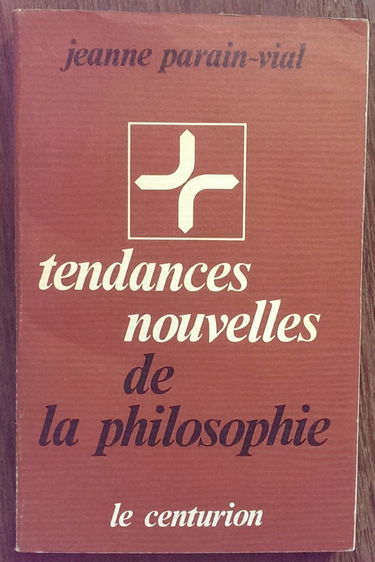 jeanne parain-vial
tendances
nouvelles
de
la philosophie
le centurion